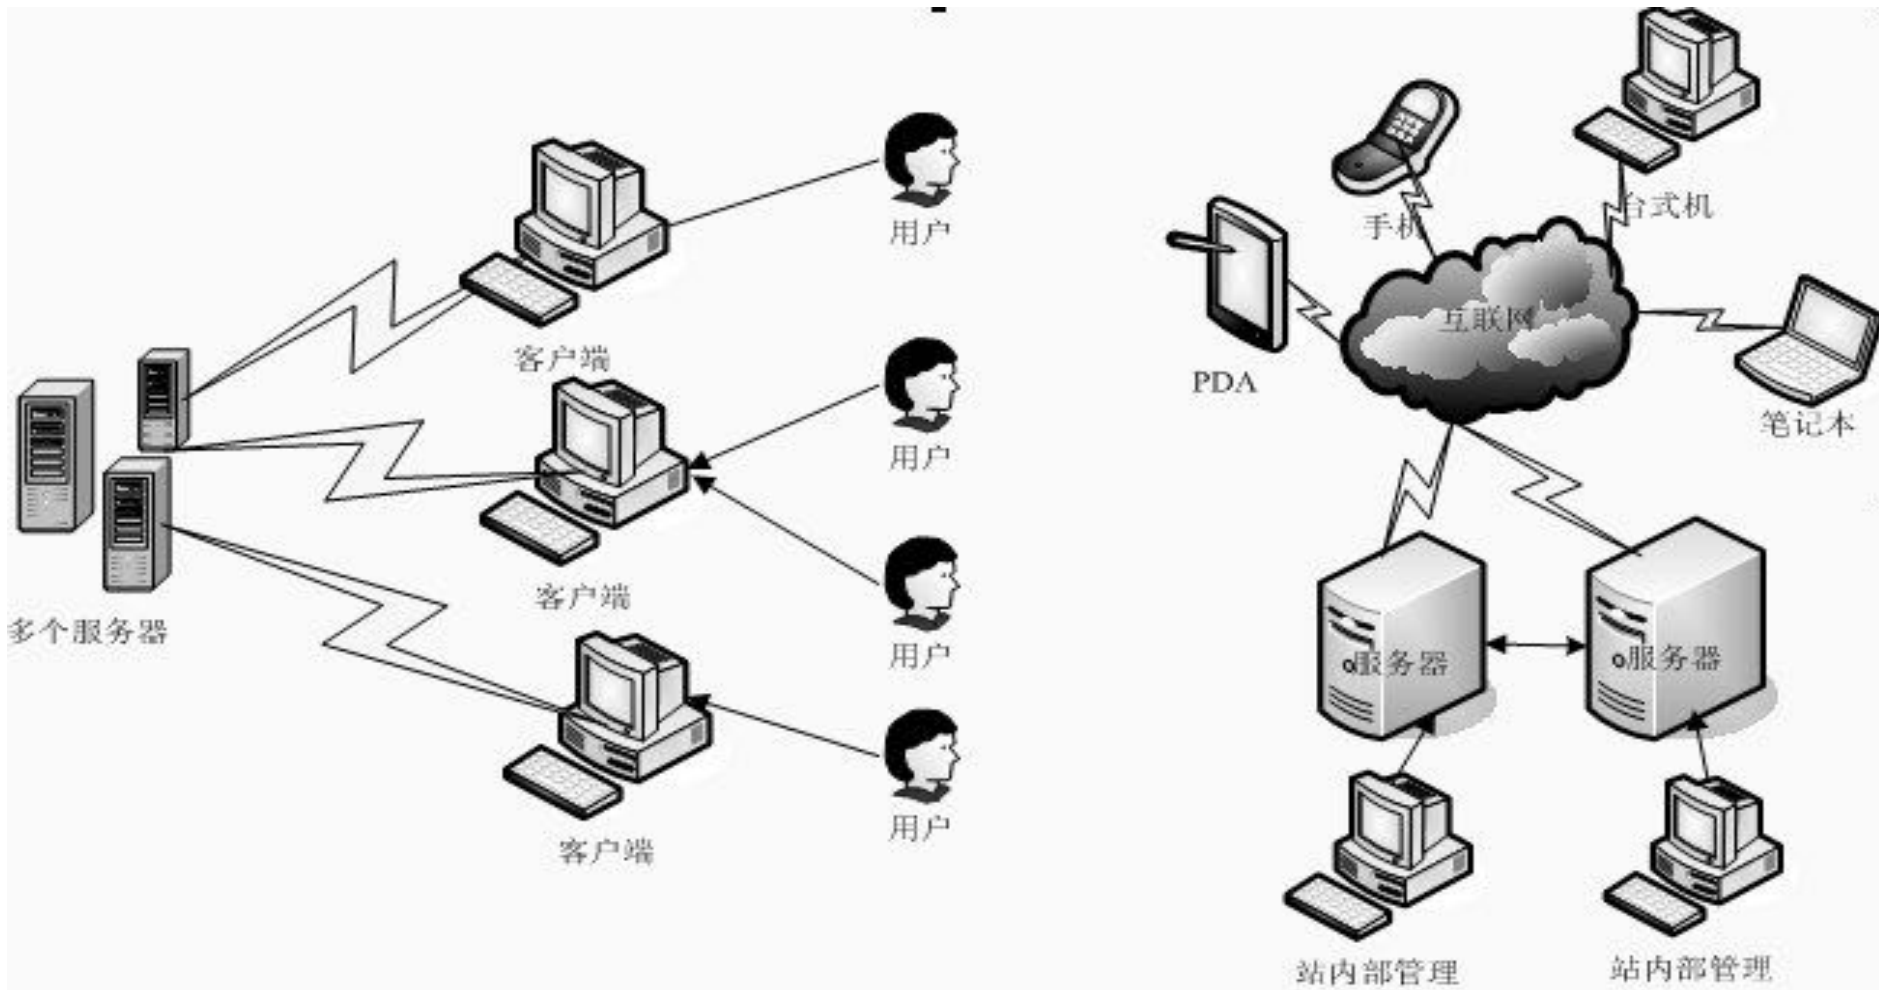 用户
客户端
用户
客户端
用户
多个服务器
用户
客户端
手机
台式机
PDA
互联网
笔记本
服务器
服务器
站内部管理
站内部管理